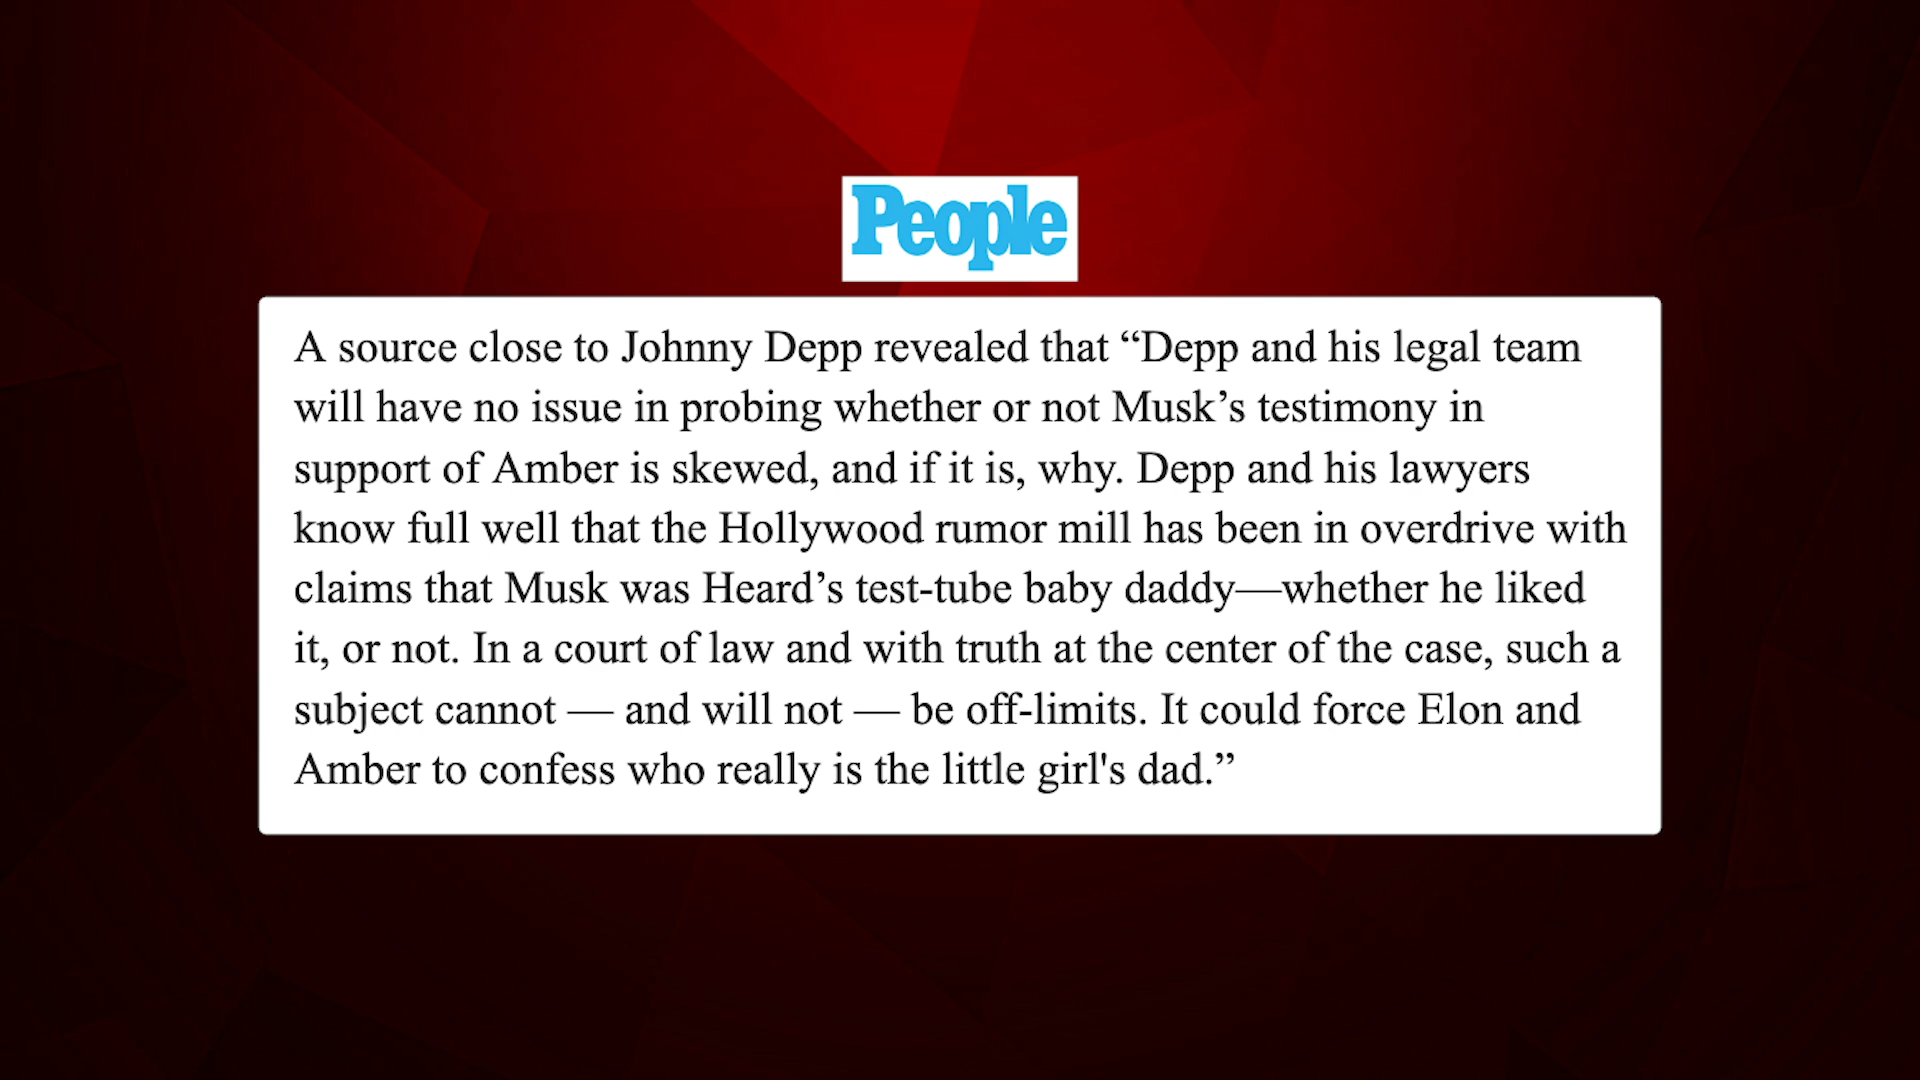 People
A source close to Johnny Depp revealed that “Depp and his legal team
will have no issue in probing whether or not Musk’s testimony in
support of Amber is skewed, and if it is, why. Depp and his lawyers
know full well that the Hollywood rumor mill has been in overdrive with
claims that Musk was Heard’s test-tube baby daddy—whether he liked
it, or not. In a court of law and with truth at the center of the case, such a
subject cannot — and will not — be off-limits. It could force Elon and
Amber to confess who really is the little girl's dad.”